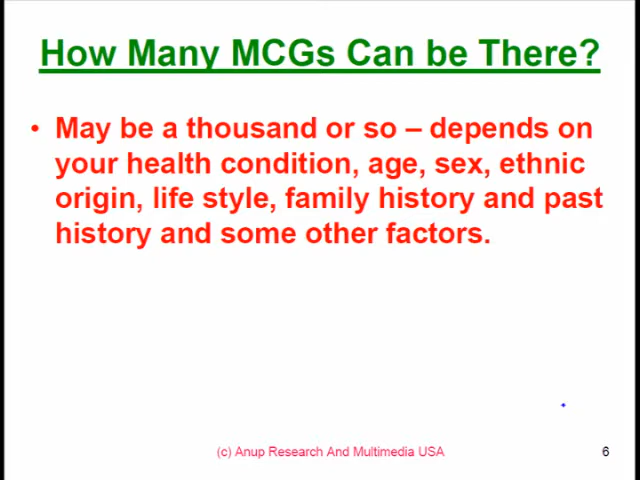 How Many MCGs Can be There?
• May be a thousand or so – depends on
your health condition, age, sex, ethnic
origin, life style, family history and past
history and some other factors.
(c) Anup Research And Multimedia USA
6